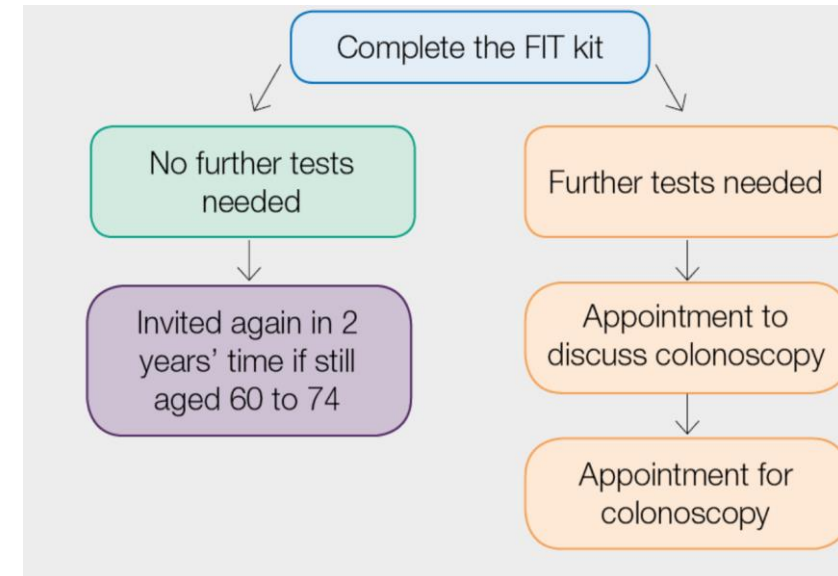 Complete the FIT kit
No further tests
needed
Invited again in 2
years’ time if still
aged 60 to 74
Further tests needed
Appointment to
discuss colonoscopy
Appointment for
colonoscopy